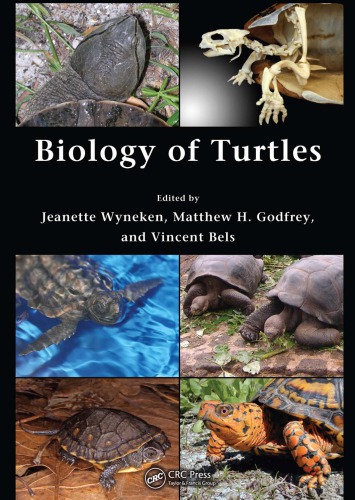 Biology of Turtles
Edited by
Jeanette Wyneken, Matthew H. Godfrey,
and Vincent Bels
CRC
CRC Press
Taylor & Francis Group